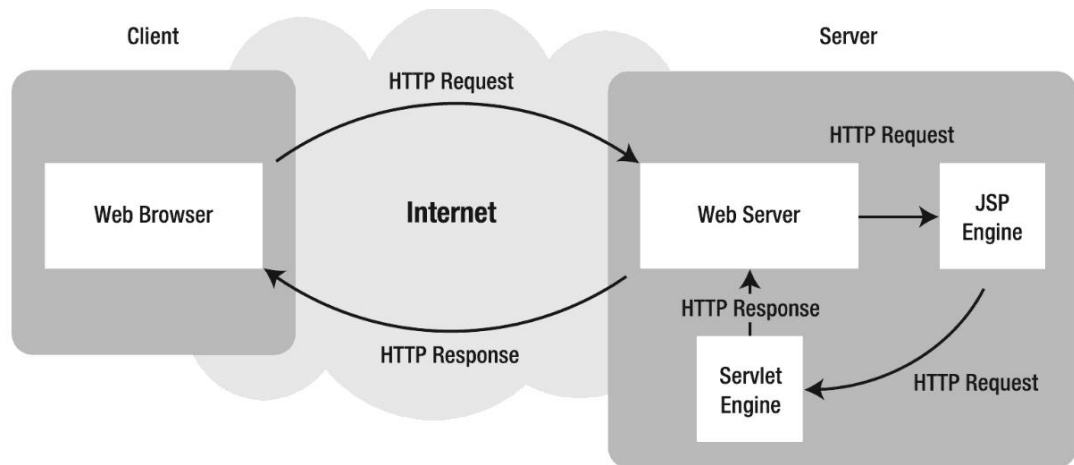 Client
Server
HTTP Request
HTTP Request
Web Browser
Internet
Web Server
JSP
Engine
HTTP Response
HTTP Response
Servlet
Engine
HTTP Request